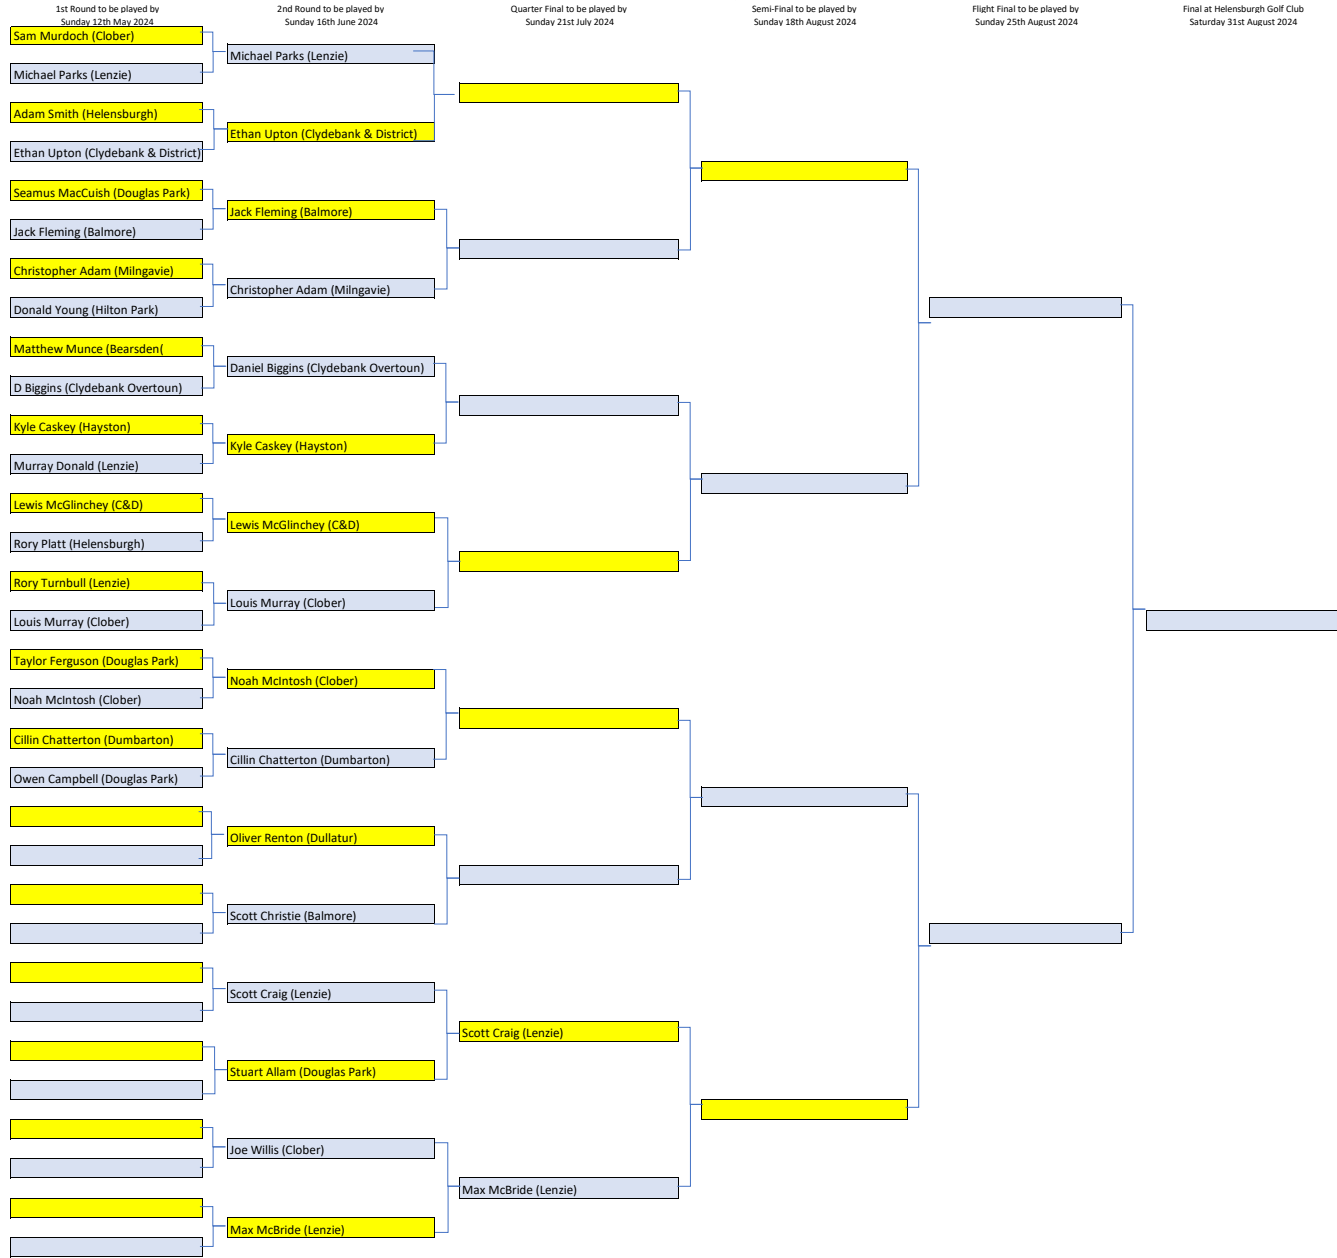 1st Round to be played by
Sunday 12th May 2024
2nd Round to be played by
Sunday 16th June 2024
Quarter Final to be played by
Sunday 21st July 2024
Semi-Final to be played by
Sunday 18th August 2024
Flight Final to be played by
Sunday 25th August 2024
Final at Helensburgh Golf Club
Saturday 31st August 2024
Sam Murdoch (Clober)
Michael Parks (Lenzie)
Adam Smith (Helensburgh)
Ethan Upton (Clydebank & District)
Seamus MacCuish (Douglas Park)
Jack Fleming (Balmore)
Christopher Adam (Milngavie)
Donald Young (Hilton Park)
Matthew Munce (Bearsden(
D Biggins (Clydebank Overtoun)
Kyle Caskey (Hayston)
Murray Donald (Lenzie)
Lewis McGlinchey (C&D)
Rory Platt (Helensburgh)
Rory Turnbull (Lenzie)
Louis Murray (Clober)
Taylor Ferguson (Douglas Park)
Noah McIntosh (Clober)
Cillin Chatterton (Dumbarton)
Owen Campbell (Douglas Park)
Michael Parks (Lenzie)
Ethan Upton (Clydebank & District)
Jack Fleming (Balmore)
Christopher Adam (Milngavie)
Daniel Biggins (Clydebank Overtoun)
Kyle Caskey (Hayston)
Lewis McGlinchey (C&D)
Louis Murray (Clober)
Noah McIntosh (Clober)
Cillin Chatterton (Dumbarton)
Oliver Renton (Dullatur)
Scott Christie (Balmore)
Scott Craig (Lenzie)
Stuart Allam (Douglas Park)
Joe Willis (Clober)
Max McBride (Lenzie)
Scott Craig (Lenzie)
Max McBride (Lenzie)